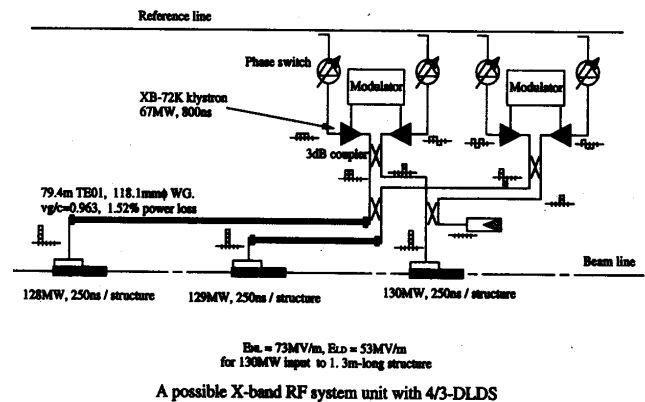 Reference line
Phase switch
Modulator
Modulator
XB-72K klystron
67MW, 800ns
3dB coupler
79.4m TE01, 118.1mmϕ WG.
vg/c=0.963, 1.52% power loss
Beam line
128MW, 250ns / structure
129MW, 250ns / structure
130MW, 250ns / structure
ENL = 73MV/m, ELD = 53MV/m
for 130MW input to 1. 3m-long structure
A possible X-band RF system unit with 4/3-DLDS